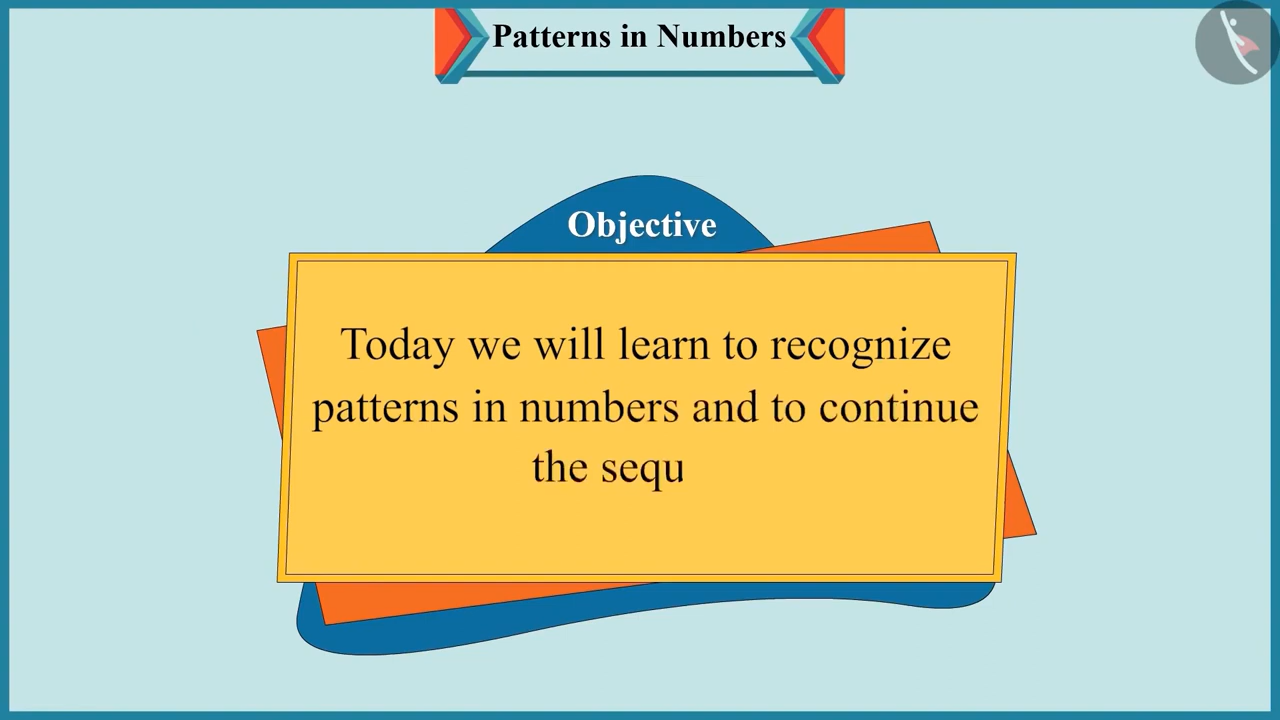 Patterns in Numbers
Objective
Today we will learn to recognize
patterns in numbers and to continue
the sequ